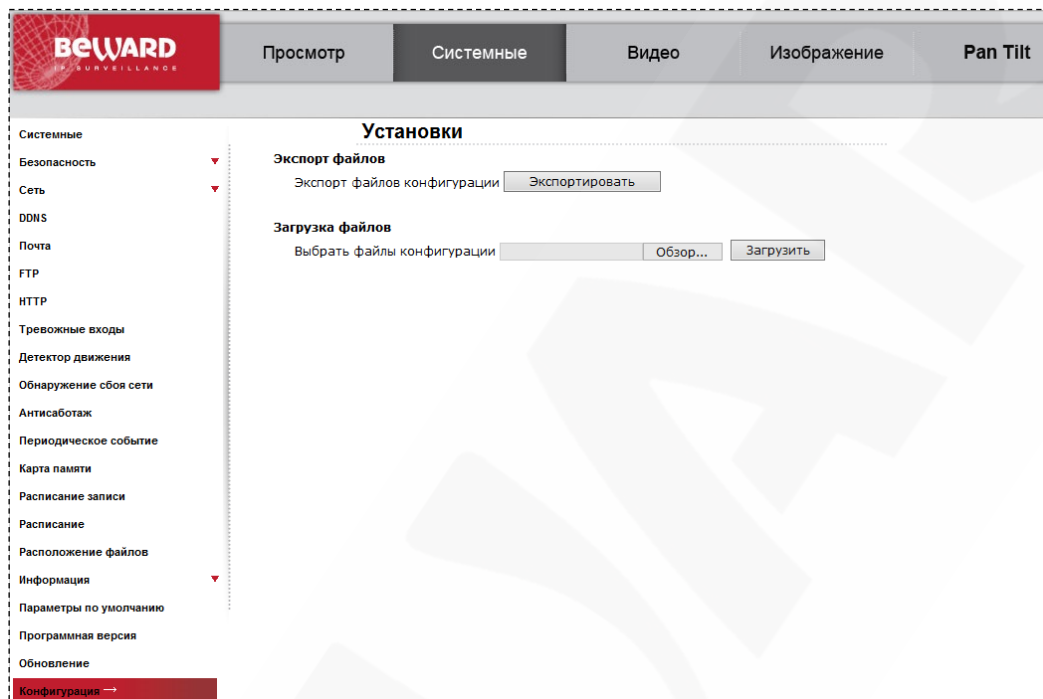 BEWARD
IP SURVEILLANCE
Просмотр
Системные
Видео
Изображение
Pan Tilt
Системные
Безопасность
Сеть
DDNS
Почта
FTP
HTTP
Тревожные входы
Детектор движения
Обнаружение сбоя сети
Антисаботаж
Периодическое событие
Карта памяти
Расписание записи
Расписание
Расположение файлов
Информация
Параметры по умолчанию
Программная версия
Обновление
Конфигурация →
Установки
Экспорт файлов
Экспорт файлов конфигурации Экспортировать
Загрузка файлов
Выбрать файлы конфигурации Обзор... Загрузить